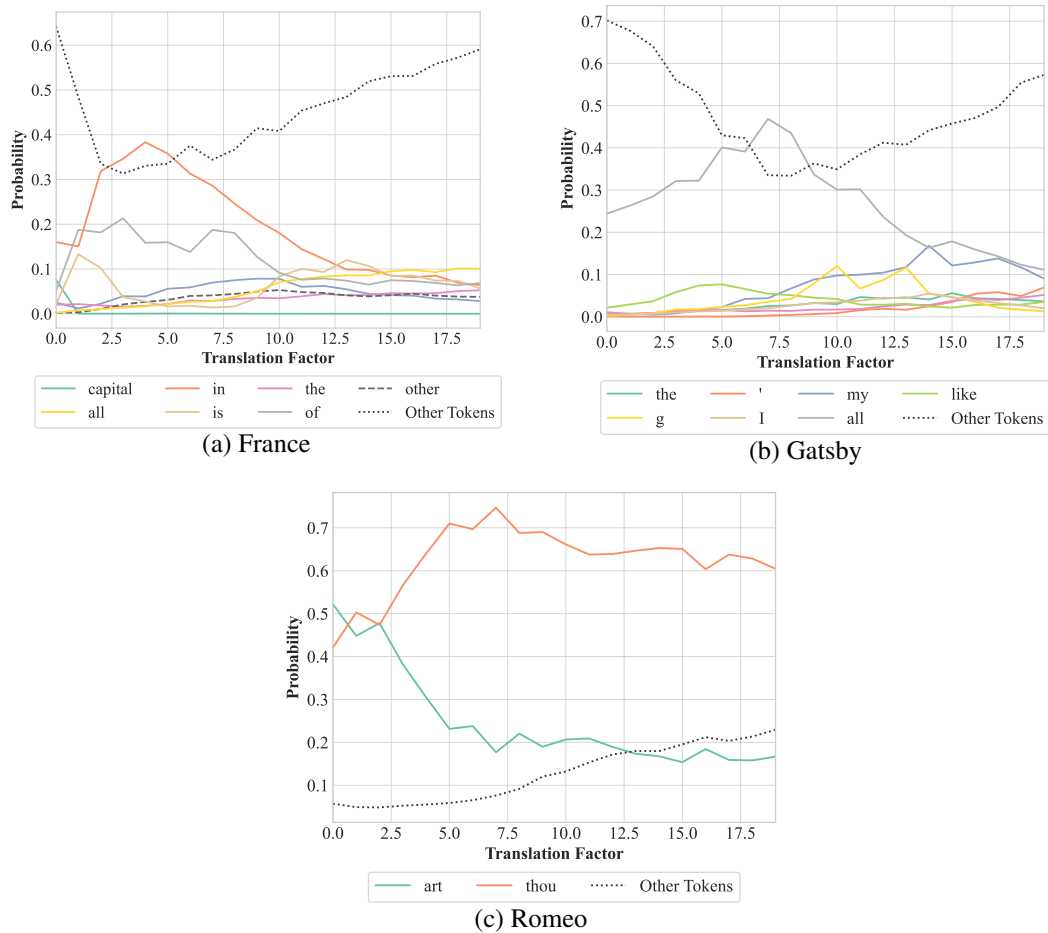 0.6
0.5
0.4
0.3
0.2
0.1
0.0
Probability
0.0 2.5 5.0 7.5 10.0 12.5 15.0 17.5
Translation Factor
capital in the other
all is of Other Tokens
(a) France
0.7
0.6
0.5
0.4
0.3
0.2
0.1
0.0
Probability
0.0 2.5 5.0 7.5 10.0 12.5 15.0 17.5
Translation Factor
the ' my like
g I all Other Tokens
(b) Gatsby
0.7
0.6
0.5
0.4
0.3
0.2
0.1
Probability
0.0 2.5 5.0 7.5 10.0 12.5 15.0 17.5
Translation Factor
art thou Other Tokens
(c) Romeo